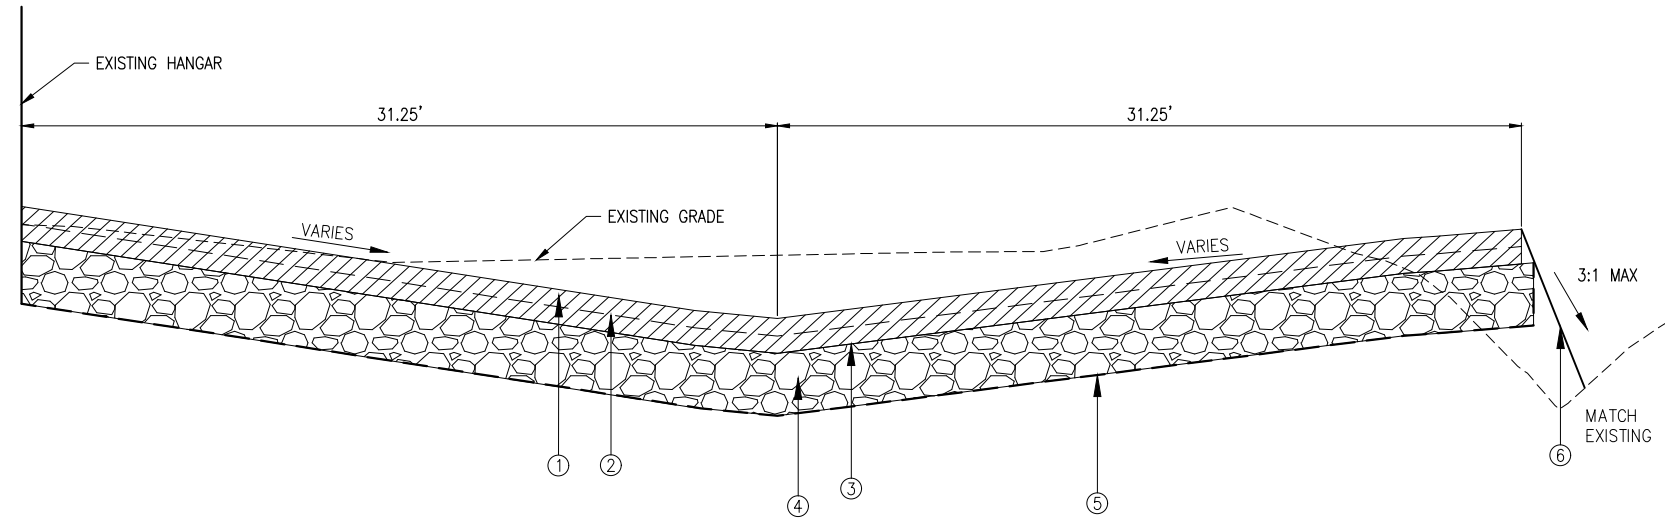 EXISTING HANGAR
31.25'
31.25'
EXISTING GRADE
VARIES
VARIES
3:1 MAX
MATCH
EXISTING
1
2
3
4
5
6